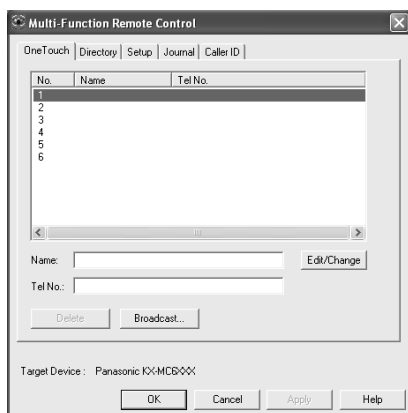 Multi-Function Remote Control
OneTouch Directory Setup Journal Caller ID
No. Name Tel No.
1
2
3
4
5
6
Name: Edit/Change
Tel No.:
Delete Broadcast...
Target Device : Panasonic KX-MC6XXX
OK Cancel Apply Help